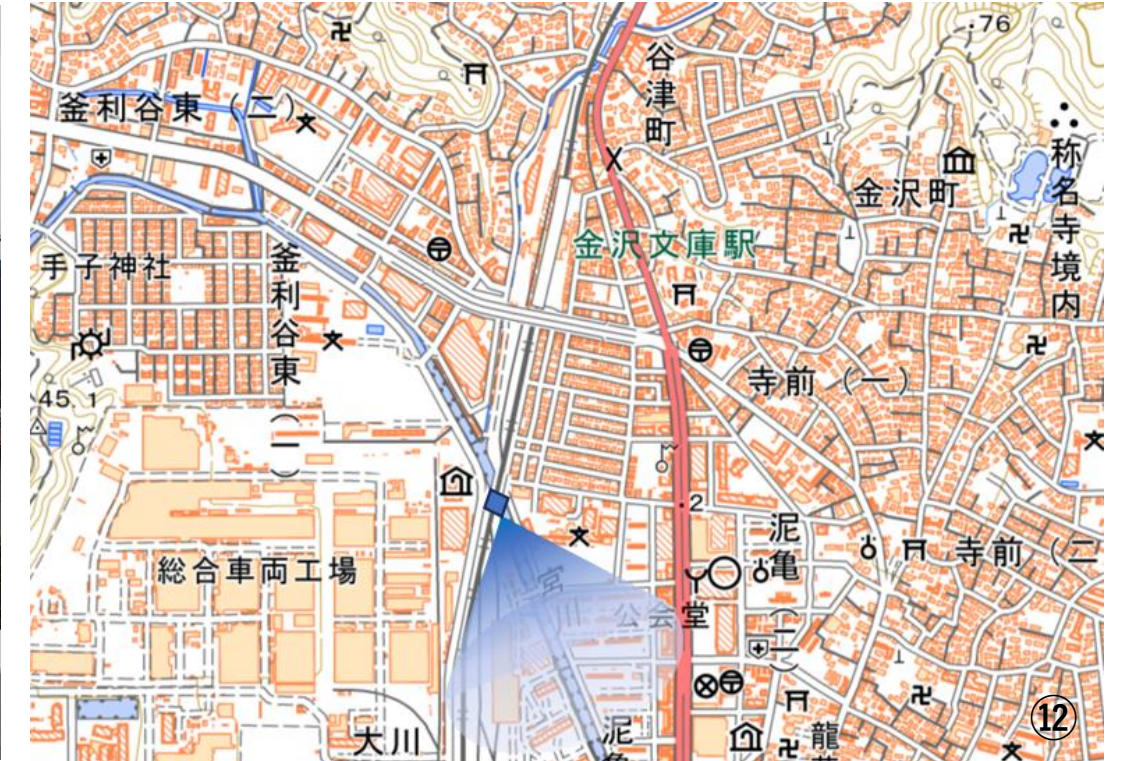 釜利谷東(二)
谷津町
.76
称名寺境内
金沢町
金沢文庫駅
手子神社
釜利谷東(一)
45.1
寺前(一)
.2
泥亀(二)
寺前(二
総合車両工場
宮川
公会堂
大川
⑫